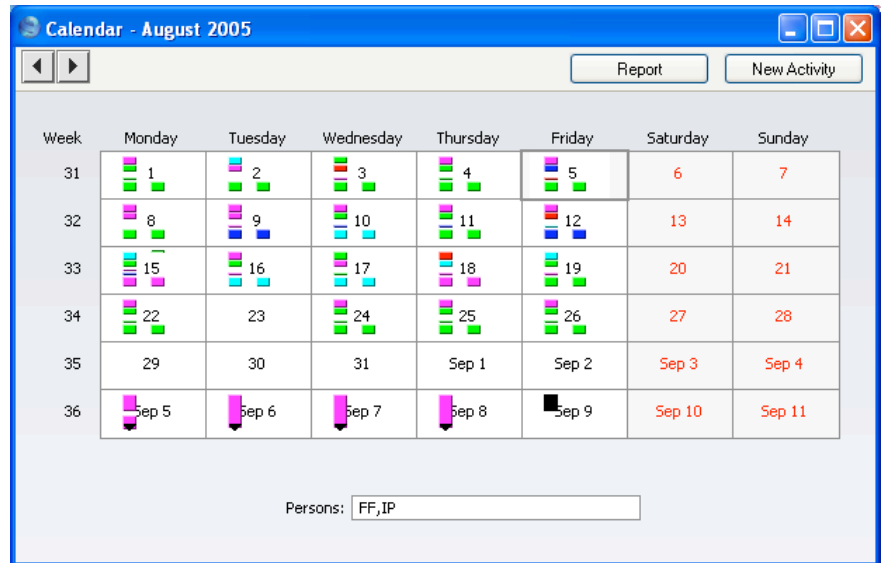 Calendar - August 2005
Report New Activity
Week Monday Tuesday Wednesday Thursday Friday Saturday Sunday
31 1 2 3 4 5 6 7
32 8 9 10 11 12 13 14
33 15 16 17 18 19 20 21
34 22 23 24 25 26 27 28
35 29 30 31 Sep 1 Sep 2 Sep 3 Sep 4
36 Sep 5 Sep 6 Sep 7 Sep 8 Sep 9 Sep 10 Sep 11
Persons: FF,IP